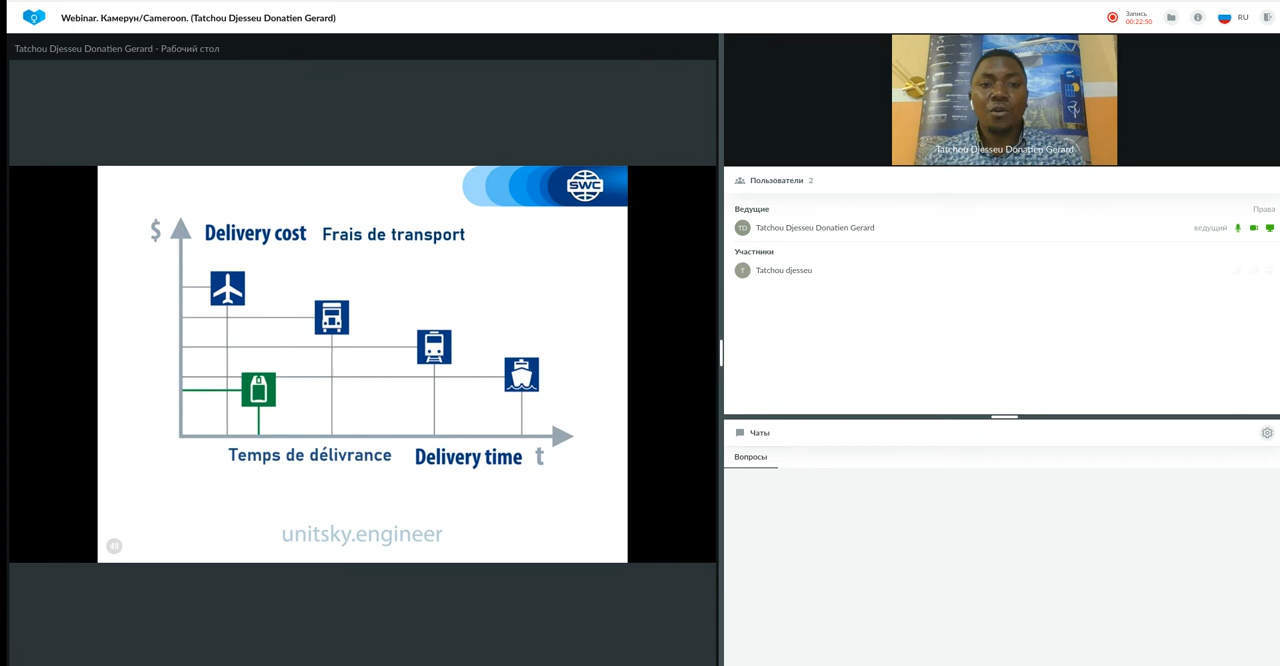 Webinar. Камерун/Cameroon. (Tatchou Djesseu Donatien Gerard)
Запись
00:22:50
RU
Tatchou Djesseu Donatien Gerard - Рабочий стол
SWC
$
Delivery cost Frais de transport
Temps de délivrance Delivery time t
unitsky.engineer
49
Tatchou Djesseu Donatien Gerard
Пользователи 2
Ведущие Права
TD Tatchou Djesseu Donatien Gerard ведущий
Участники
T Tatchou djesseu
Чаты
Вопросы